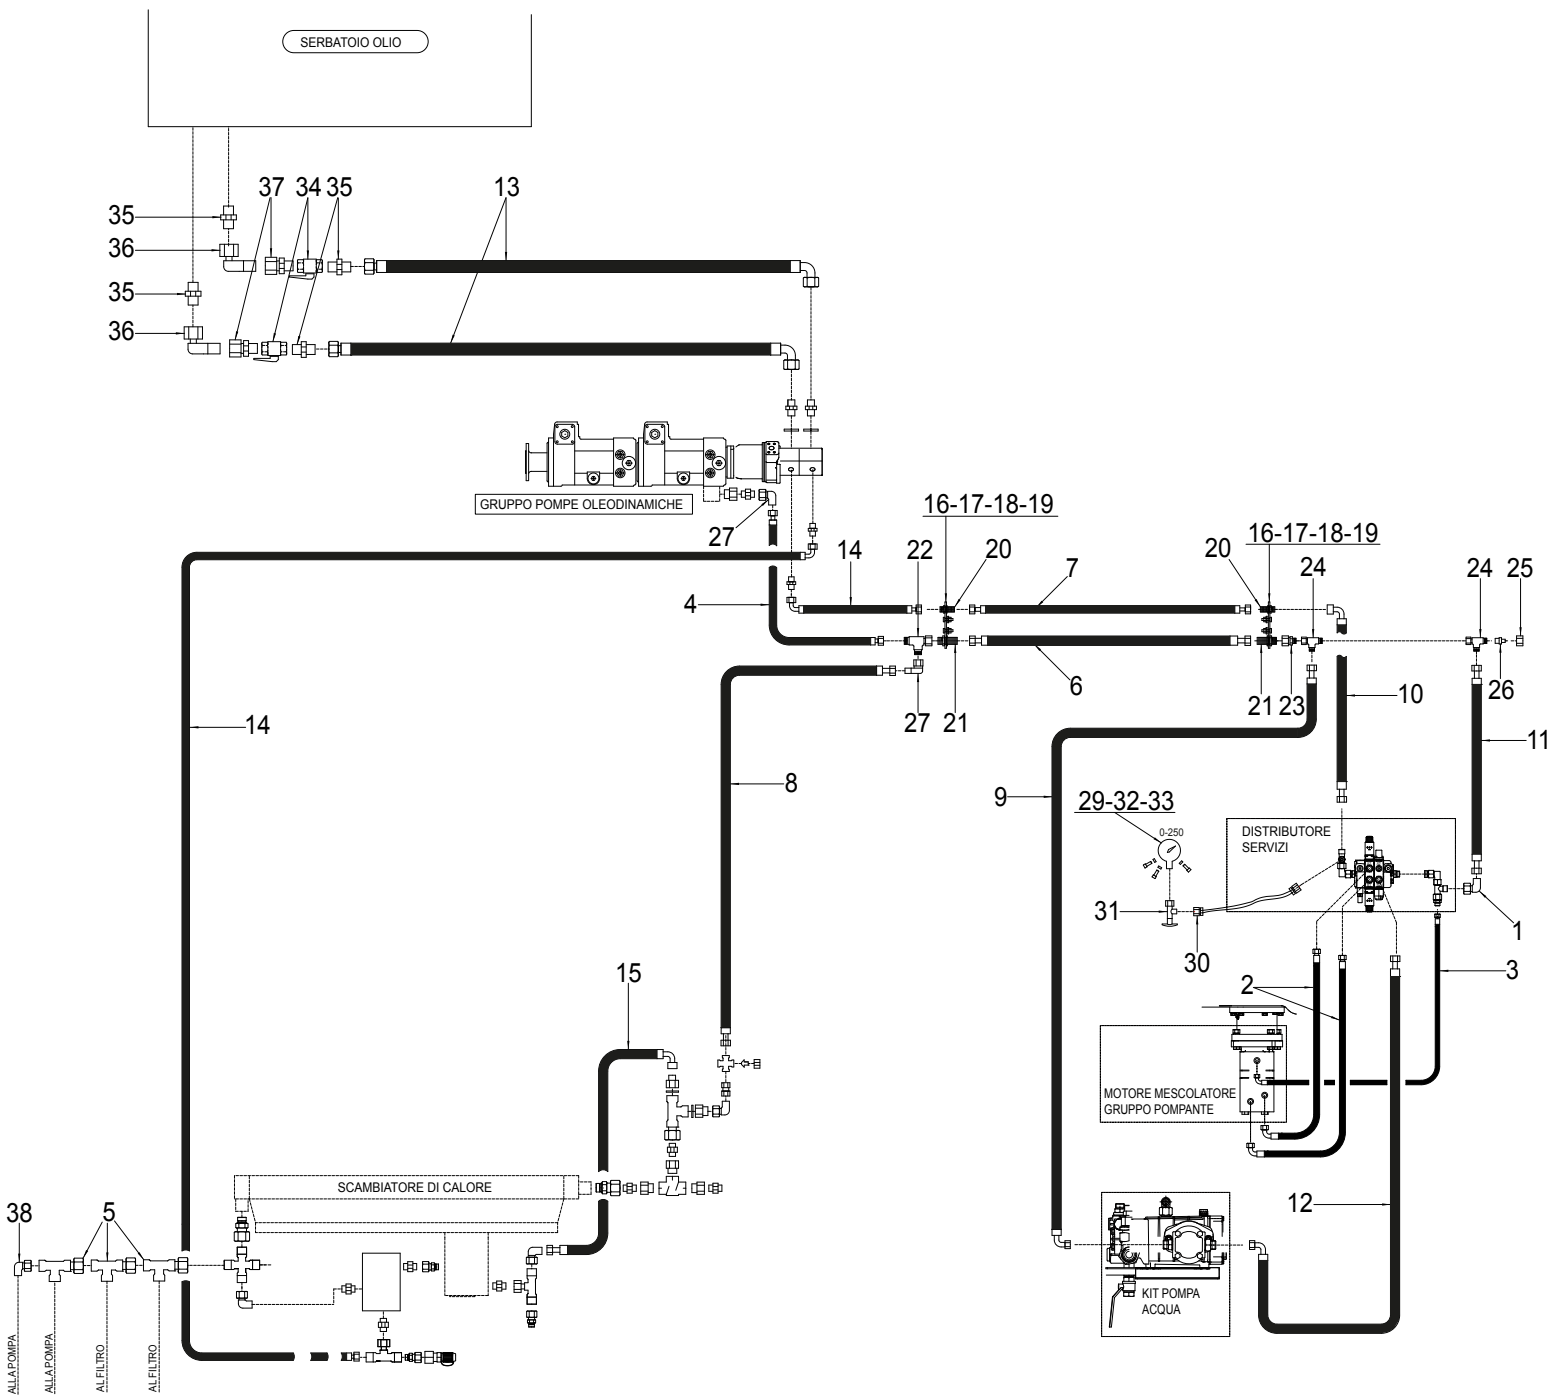 SERBATOIO OLIO
37 34 35 13
35
36
35
36
GRUPPO POMPE OLEODINAMICHE
27
16-17-18-19
22 14 20 7
4
16-17-18-19
20 24 24 25
6
21 23 10 26
27 21
14
11
8
9
29-32-33
0-250
DISTRIBUTORE
SERVIZI
31
30
1
3
2
15
MOTORE MESCOLATORE
GRUPPO POMPANTE
SCAMBIATORE DI CALORE
12
38 5
KIT POMPA
ACQUA
ALLA POMPA
ALLA POMPA
AL FILTRO
AL FILTRO